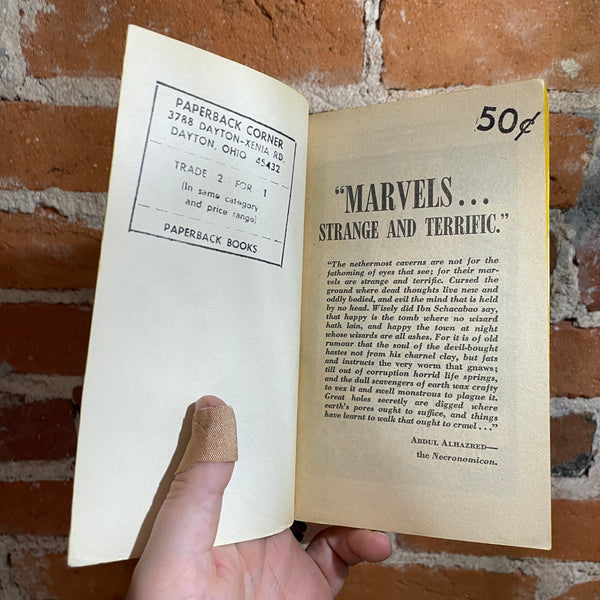 PAPERBACK CORNER
3788 DAYTON-XENIA RD.
DAYTON, OHIO 45432
TRADE 2 FOR 1
(In same category
and price range)
PAPERBACK BOOKS
50¢
"MARVELS...
STRANGE AND TERRIFIC."
"The nethermost caverns are not for the
fathoming of eyes that see; for their mar-
vels are strange and terrific. Cursed the
ground where dead thoughts live new and
oddly bodied, and evil the mind that is held
by no head. Wisely did Ibn Schacabao say,
that happy is the tomb where no wizard
hath lain, and happy the town at night
whose wizards are all ashes. For it is of old
rumour that the soul of the devil-bought
hastes not from his charnel clay, but fats
and instructs the very worm that gnaws;
till out of corruption horrid life springs,
and the dull scavengers of earth wax crafty
to vex it and swell monstrous to plague it.
Great holes secretly are digged where
earth's pores ought to suffice, and things
have learnt to walk that ought to crawl..."
ABDUL ALHAZRED—
the Necronomicon.